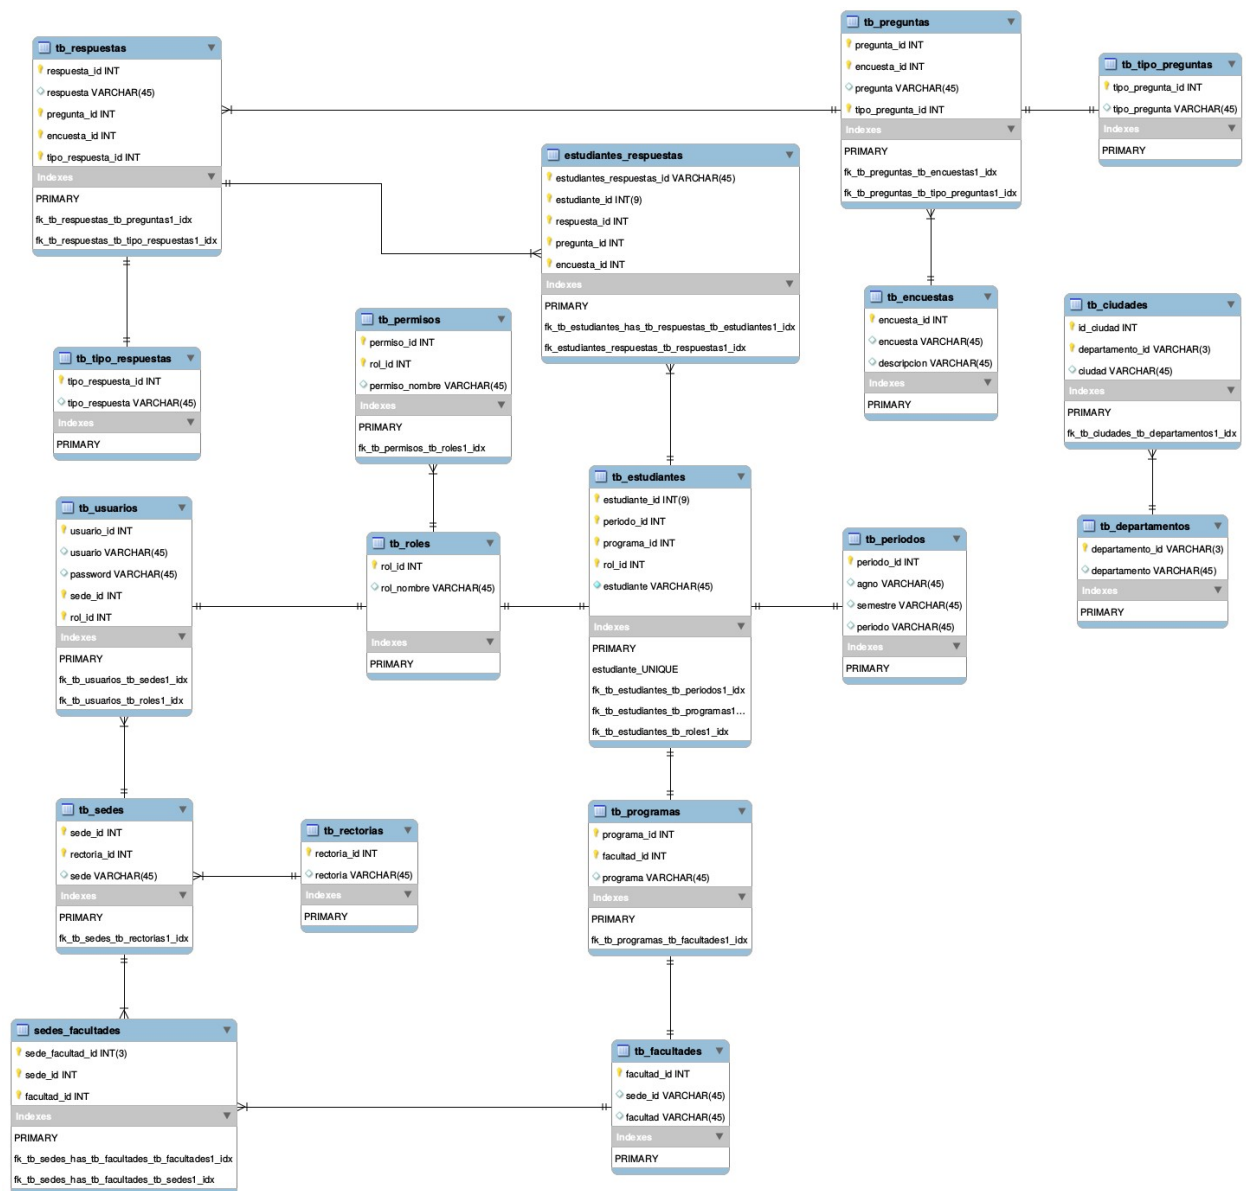 tb_respuestas
respuesta_id INT
respuesta VARCHAR(45)
pregunta_id INT
encuesta_id INT
tipo_respuesta_id INT
Indexes
PRIMARY
fk_tb_respuestas_tb_preguntas1_idx
fk_tb_respuestas_tb_tipo_respuestas1_idx
tb_preguntas
pregunta_id INT
encuesta_id INT
pregunta VARCHAR(45)
tipo_pregunta_id INT
Indexes
PRIMARY
fk_tb_preguntas_tb_encuestas1_idx
fk_tb_preguntas_tb_tipo_preguntas1_idx
tb_tipo_preguntas
tipo_pregunta_id INT
tipo_pregunta VARCHAR(45)
Indexes
PRIMARY
estudiantes_respuestas
estudiantes_respuestas_id VARCHAR(45)
estudiante_id INT(9)
respuesta_id INT
pregunta_id INT
encuesta_id INT
Indexes
PRIMARY
fk_tb_estudiantes_has_tb_respuestas_tb_estudiantes1_idx
fk_estudiantes_respuestas_tb_respuestas1_idx
tb_tipo_respuestas
tipo_respuesta_id INT
tipo_respuesta VARCHAR(45)
Indexes
PRIMARY
tb_permisos
permiso_id INT
rol_id INT
permiso_nombre VARCHAR(45)
Indexes
PRIMARY
fk_tb_permisos_tb_roles1_idx
tb_encuestas
encuesta_id INT
encuesta VARCHAR(45)
descripcion VARCHAR(45)
Indexes
PRIMARY
tb_ciudades
id_ciudad INT
departamento_id VARCHAR(3)
ciudad VARCHAR(45)
Indexes
PRIMARY
fk_tb_ciudades_tb_departamentos1_idx
tb_usuarios
usuario_id INT
usuario VARCHAR(45)
password VARCHAR(45)
sede_id INT
rol_id INT
Indexes
PRIMARY
fk_tb_usuarios_tb_sedes1_idx
fk_tb_usuarios_tb_roles1_idx
tb_roles
rol_id INT
rol_nombre VARCHAR(45)
Indexes
PRIMARY
tb_estudiantes
estudiante_id INT(9)
periodo_id INT
programa_id INT
rol_id INT
estudiante VARCHAR(45)
Indexes
PRIMARY
estudiante_UNIQUE
fk_tb_estudiantes_tb_periodos1_idx
fk_tb_estudiantes_tb_programas1...
fk_tb_estudiantes_tb_roles1_idx
tb_periodos
periodo_id INT
agno VARCHAR(45)
semestre VARCHAR(45)
periodo VARCHAR(45)
Indexes
PRIMARY
tb_departamentos
departamento_id VARCHAR(3)
departamento VARCHAR(45)
Indexes
PRIMARY
tb_sedes
sede_id INT
rectoria_id INT
sede VARCHAR(45)
Indexes
PRIMARY
fk_tb_sedes_tb_rectorias1_idx
tb_rectorias
rectoria_id INT
rectoria VARCHAR(45)
Indexes
PRIMARY
tb_programas
programa_id INT
facultad_id INT
programa VARCHAR(45)
Indexes
PRIMARY
fk_tb_programas_tb_facultades1_idx
sedes_facultades
sede_facultad_id INT(3)
sede_id INT
facultad_id INT
Indexes
PRIMARY
fk_tb_sedes_has_tb_facultades_tb_facultades1_idx
fk_tb_sedes_has_tb_facultades_tb_sedes1_idx
tb_facultades
facultad_id INT
sede_id VARCHAR(45)
facultad VARCHAR(45)
Indexes
PRIMARY